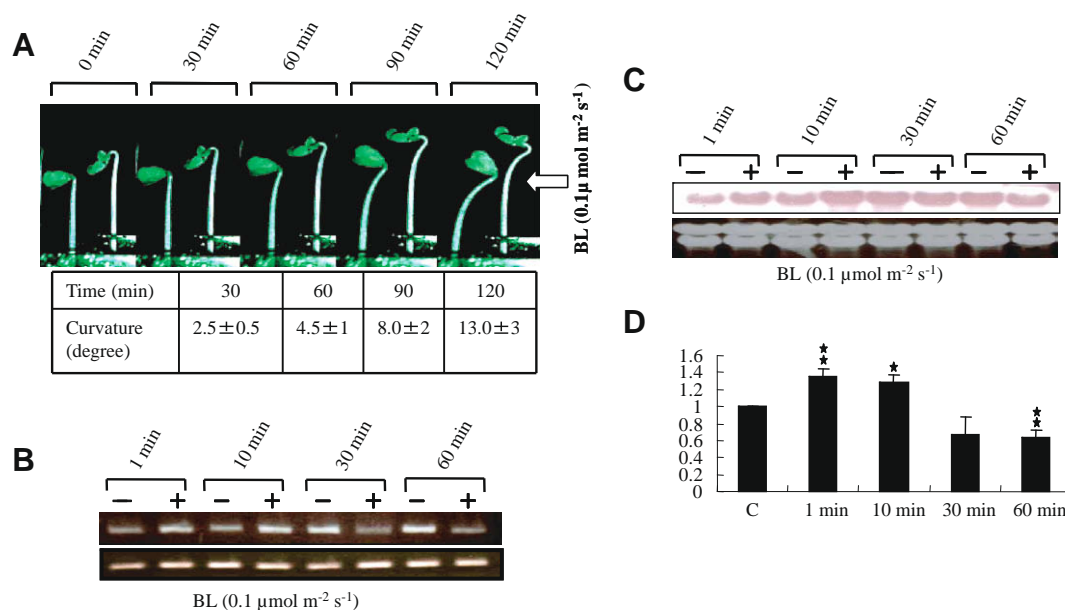 A
0 min
30 min
60 min
90 min
120 min
BL (0.1µ mol m-2 s-1)
Time (min) 30 60 90 120
Curvature (degree) 2.5±0.5 4.5±1 8.0±2 13.0±3
B
1 min
10 min
30 min
60 min
− + − + − + − +
BL (0.1 µmol m-2 s-1)
C
1 min
10 min
30 min
60 min
− + − + − + − +
BL (0.1 µmol m-2 s-1)
D
1.6
1.4
1.2
1
0.8
0.6
0.4
0.2
0
C 1 min 10 min 30 min 60 min